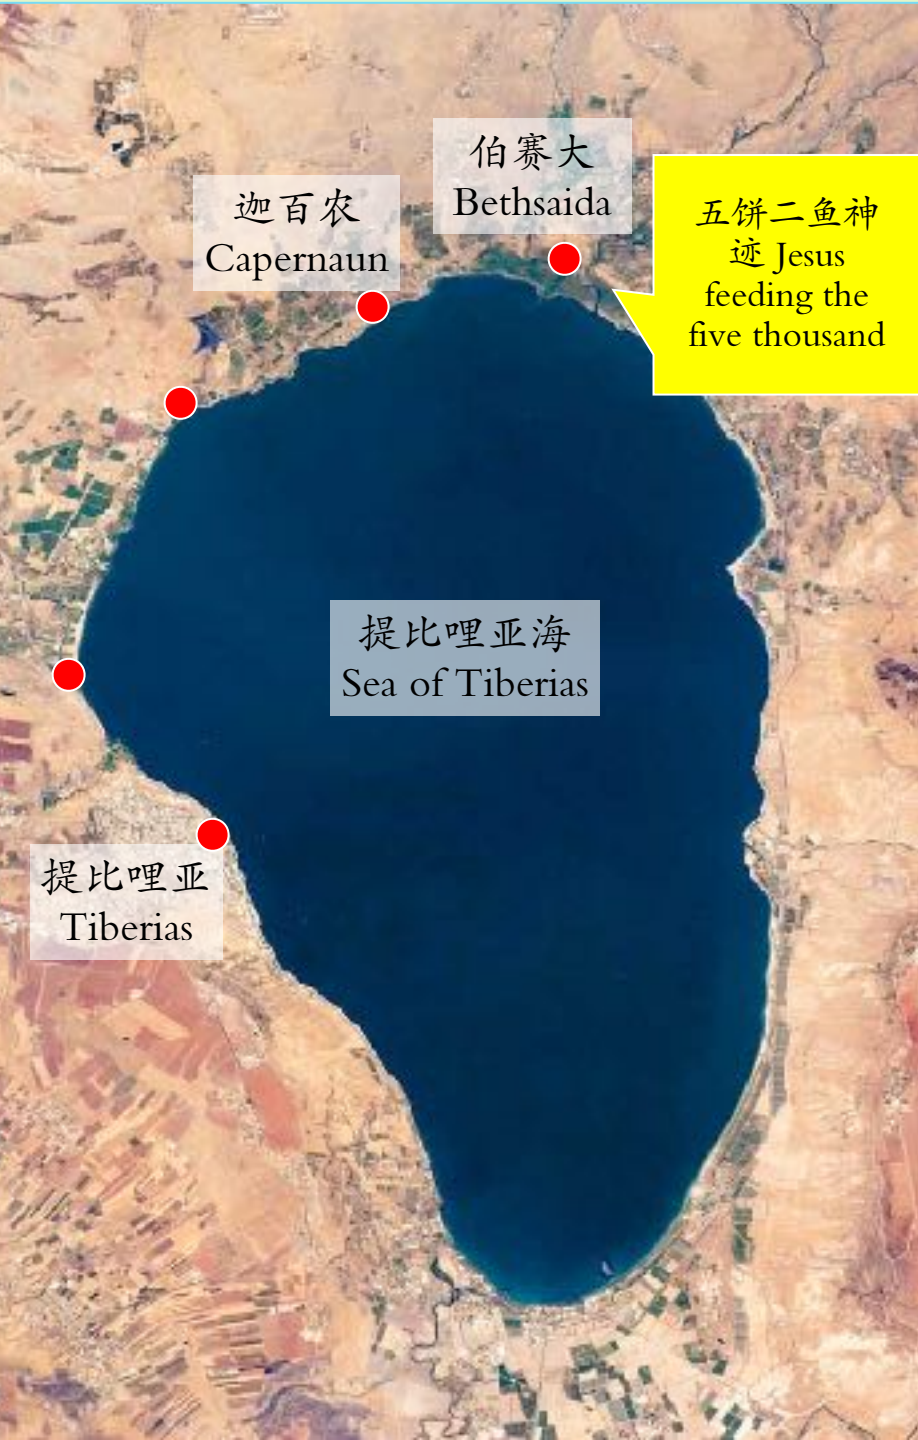 伯赛大
Bethsaida
迦百农
Capernaun
五饼二鱼神
迹 Jesus
feeding the
five thousand
提比哩亚海
Sea of Tiberias
提比哩亚
Tiberias